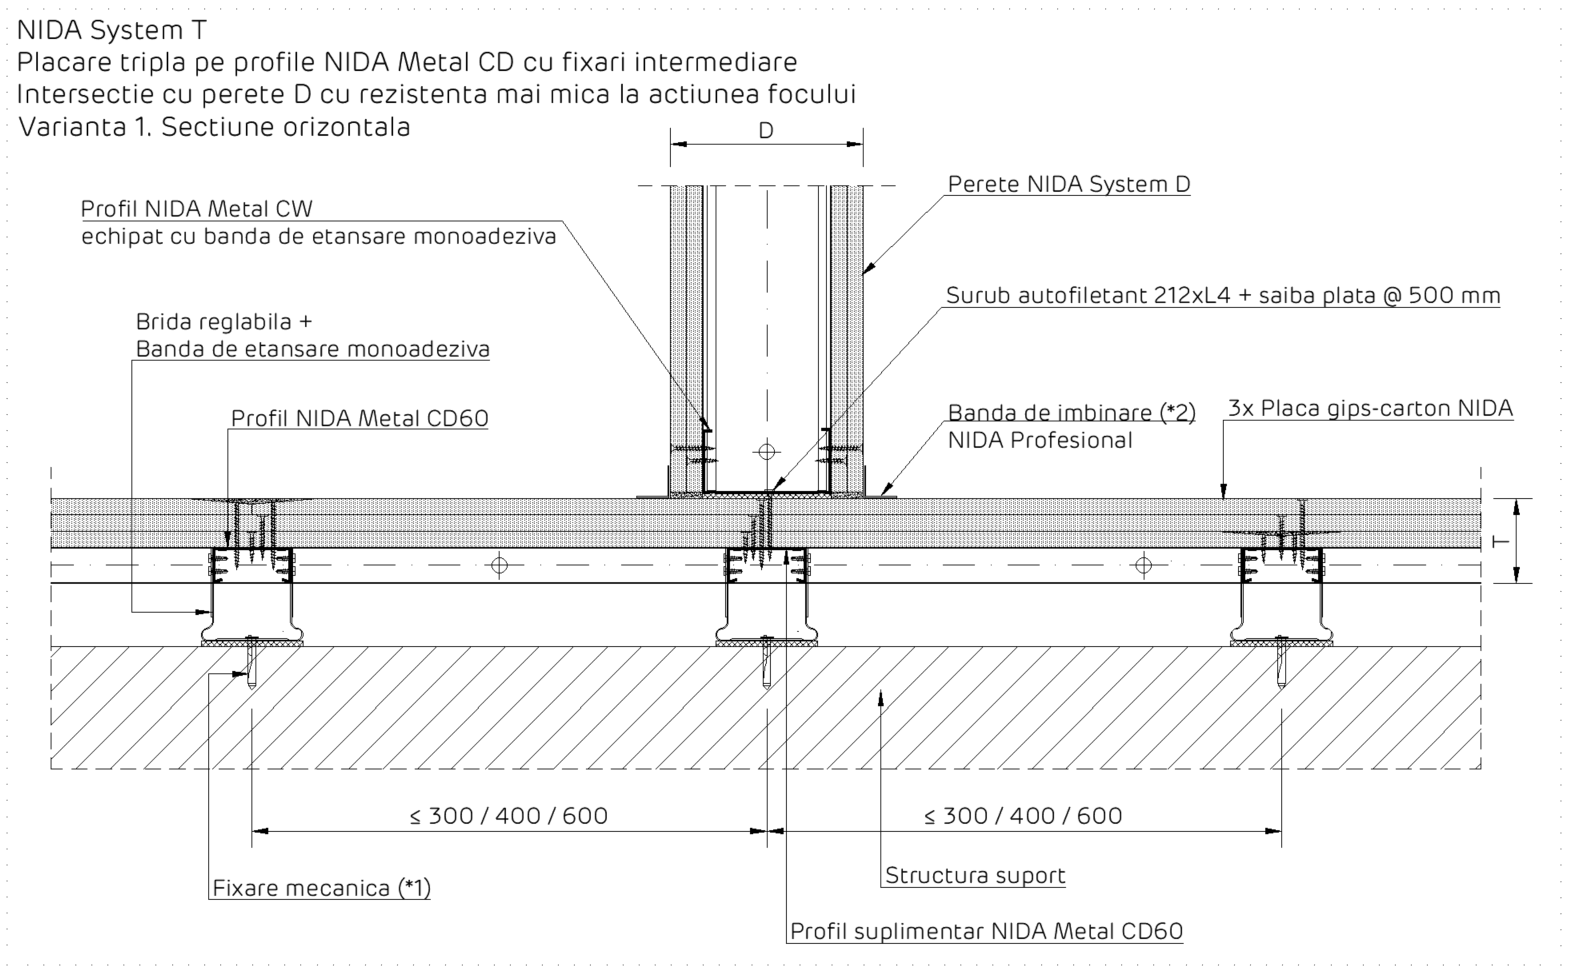 NIDA System T
Placare tripla pe profile NIDA Metal CD cu fixari intermediare
Intersectie cu perete D cu rezistenta mai mica la actiunea focului
Varianta 1. Sectiune orizontala
D
Perete NIDA System D
Profil NIDA Metal CW
echipat cu banda de etansare monoadeziva
Surub autofiletant 212xL4 + saiba plata @ 500 mm
Brida reglabila +
Banda de etansare monoadeziva
Profil NIDA Metal CD60
Banda de imbinare (*2)
NIDA Profesional
3x Placa gips-carton NIDA
T
≤ 300 / 400 / 600
≤ 300 / 400 / 600
Structura suport
Fixare mecanica (*1)
Profil suplimentar NIDA Metal CD60